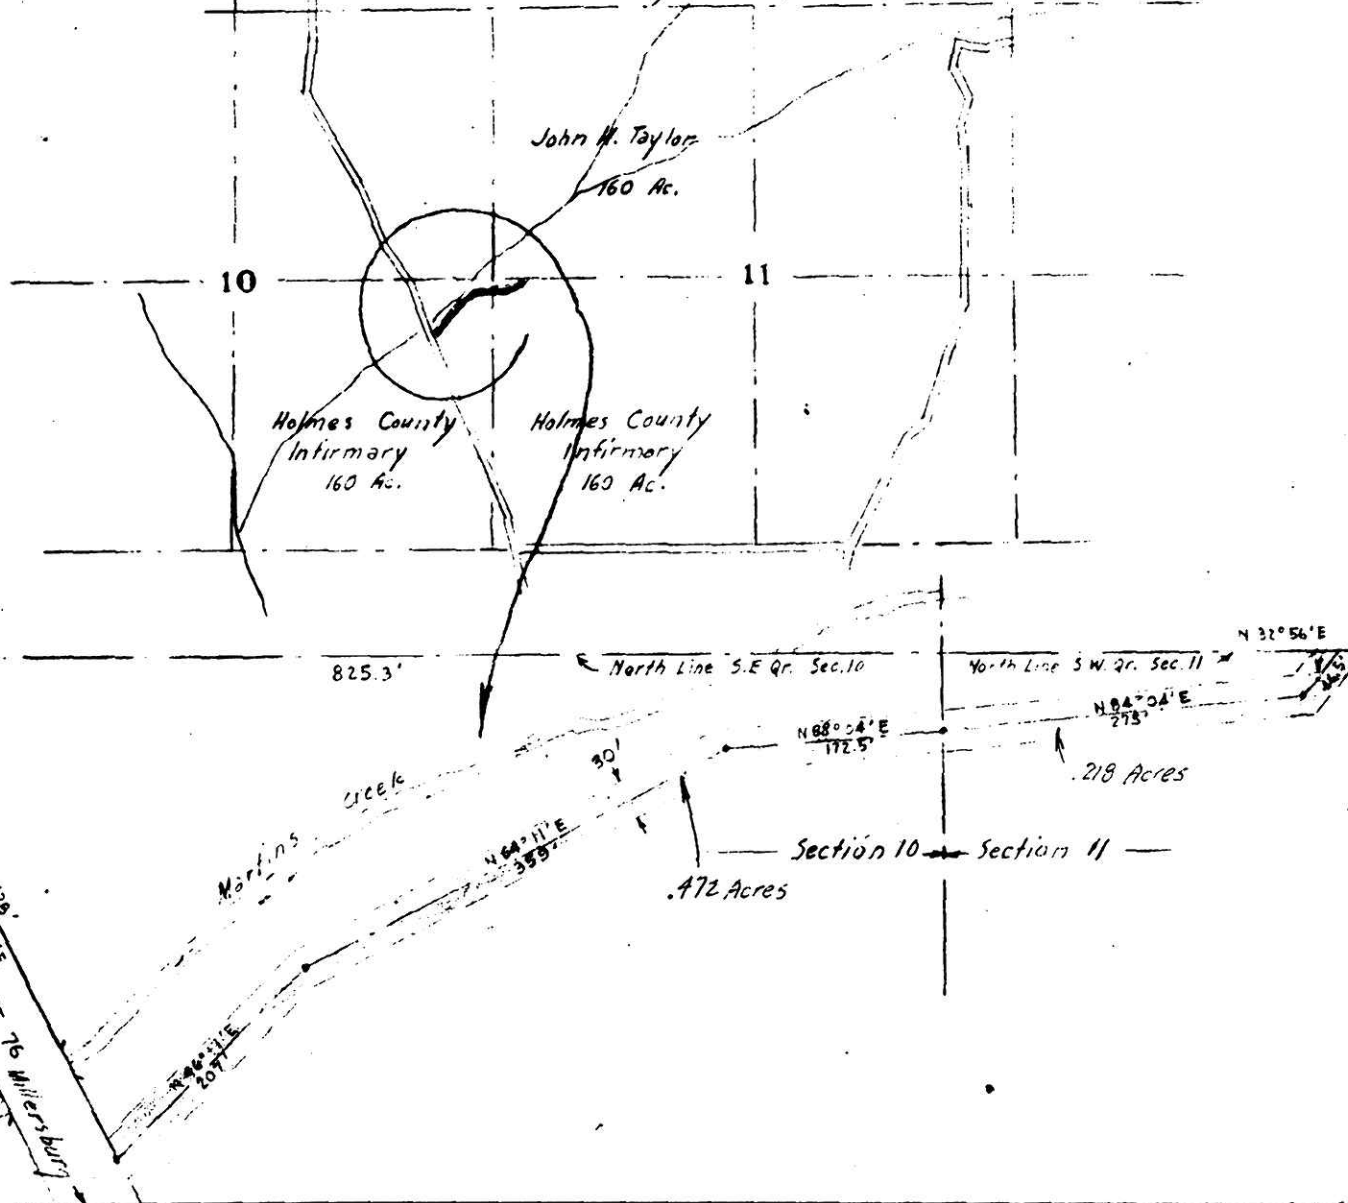 John H. Taylor
160 Ac.
10
11
Holmes County
Infirmary
160 Ac.
Holmes County
Infirmary
160 Ac.
N 32° 56' E
825.3'
North Line S.E Qr. Sec. 10
North Line S W. Qr. Sec. 11
N 84° 04' E
273'
N 88° 04' E
172.5'
.218 Acres
30'
Martins Creek
N 64° 11' E
359'
Section 10
Section 11
.472 Acres
207'
76 Millersburg